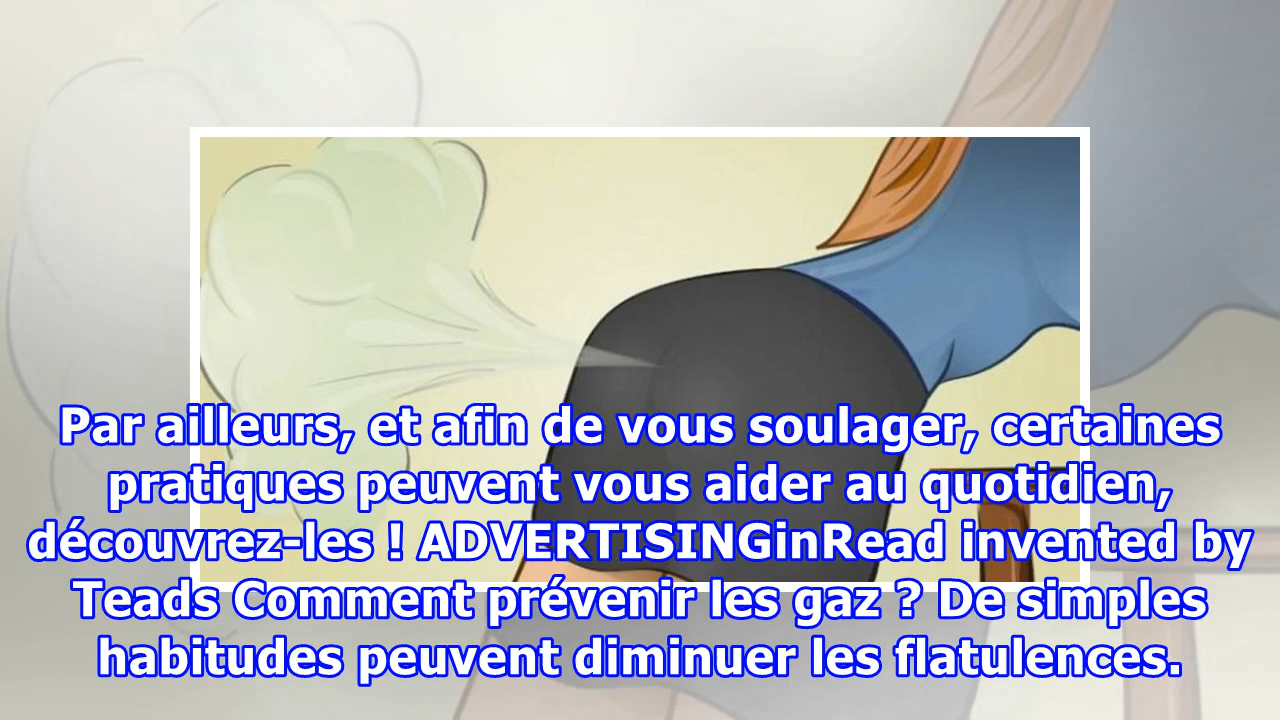 Par ailleurs, et afin de vous soulager, certaines
pratiques peuvent vous aider au quotidien,
découvrez-les ! ADVERTISINGinRead invented by
Teads Comment prévenir les gaz ? De simples
habitudes peuvent diminuer les flatulences.